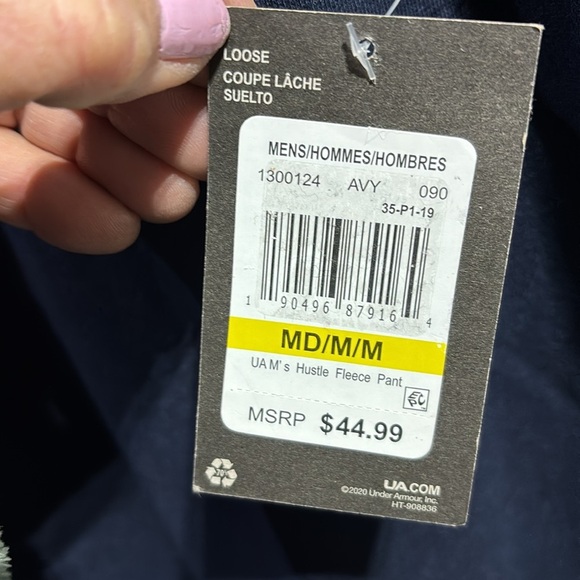 LOOSE
COUPE LÂCHE
SUELTO
MENS/HOMMES/HOMBRES
1300124 AVY 090
35-P1-19
1 90496 87916 4
MD/M/M
UA M's Hustle Fleece Pant
MSRP $44.99
UA.COM
©2020 Under Armour, Inc.
HT-908836